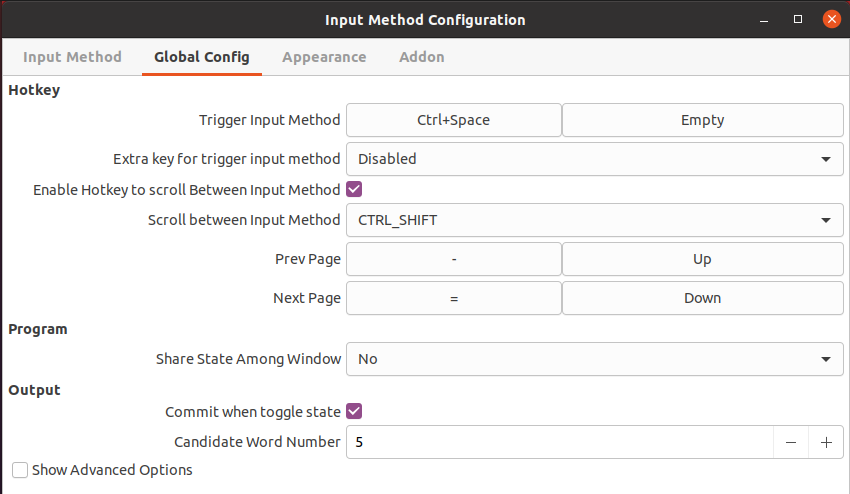 Input Method Configuration
Input Method Global Config Appearance Addon
Hotkey
Trigger Input Method Ctrl+Space Empty
Extra key for trigger input method Disabled
Enable Hotkey to scroll Between Input Method
Scroll between Input Method CTRL_SHIFT
Prev Page - Up
Next Page = Down
Program
Share State Among Window No
Output
Commit when toggle state
Candidate Word Number 5
Show Advanced Options